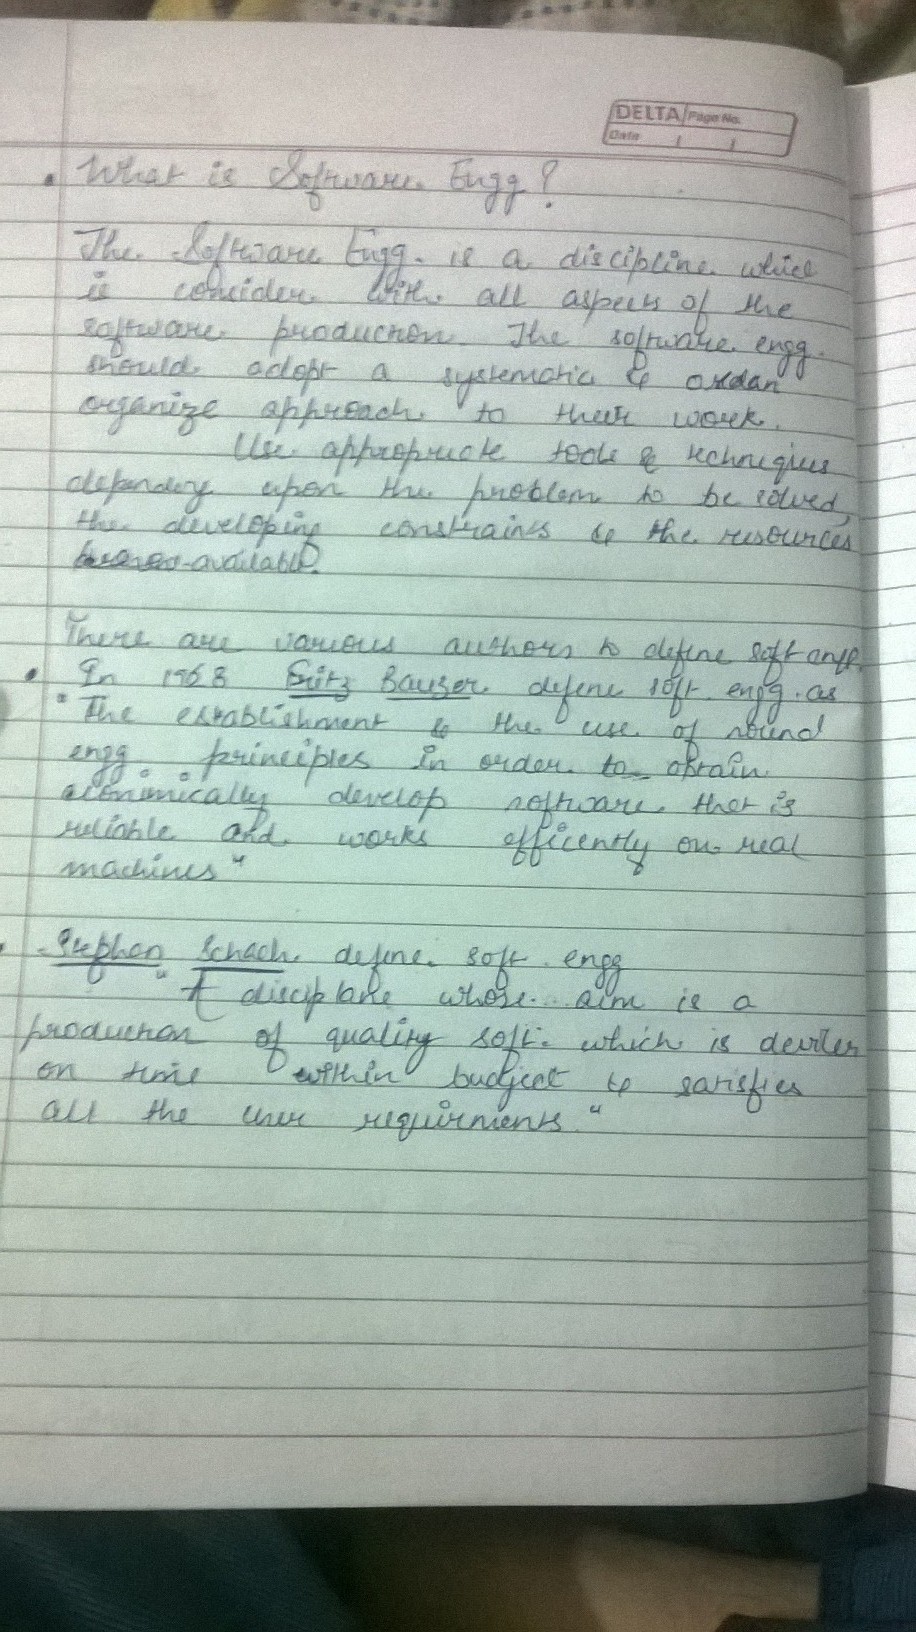 DELTA Page No.
Date / /
• What is Software Engg?
The Software Engg. is a discipline which
is consider with all aspects of the
software production. The software engg.
should adopt a systematic &
organize approach to their work.
Use appropriete tools & techniques
depending upon the problem to be solved,
the developing constraints & the resources
available.
There are various authors to define soft
• In 1968 Fritz Bauser define soft engg. as
"The establishment & the use of sound
engg. principles in order to obtain
economically develop software that is
reliable and works efficently on real
machines"
• Stephen Schach define soft engg
"A discipline whose aim is a
production of quality soft. which is
on time within budject & satisfies
all the user requirments."